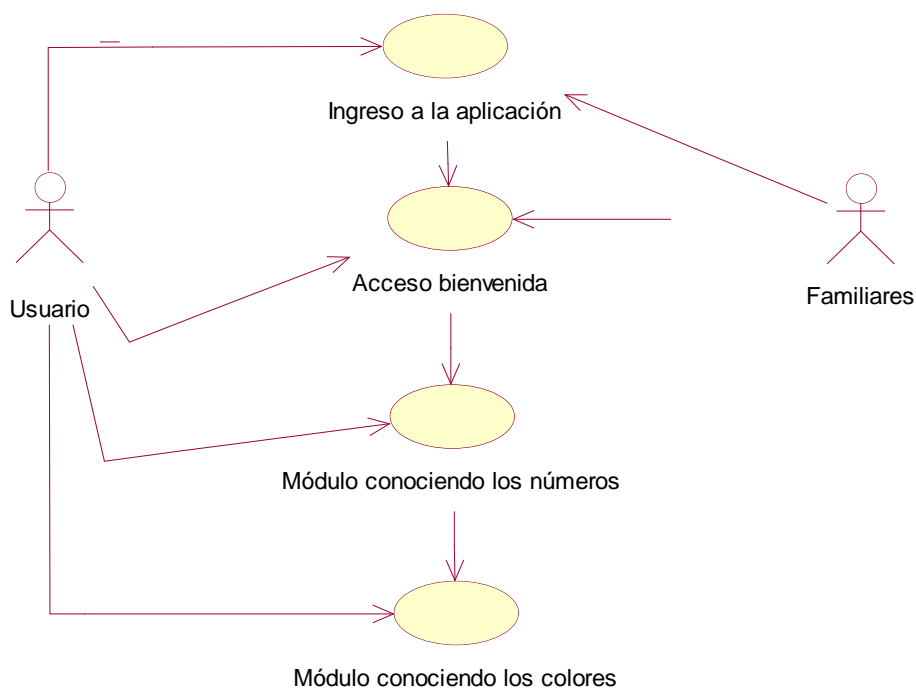 Ingreso a la aplicación
Acceso bienvenida
Usuario
Familiares
Módulo conociendo los números
Módulo conociendo los colores